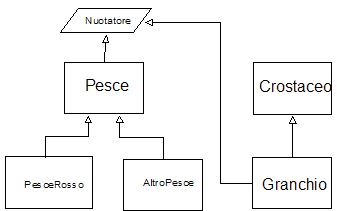 Nuotatore
Pesce
Crostaceo
PesceRosso
AltroPesce
Granchio